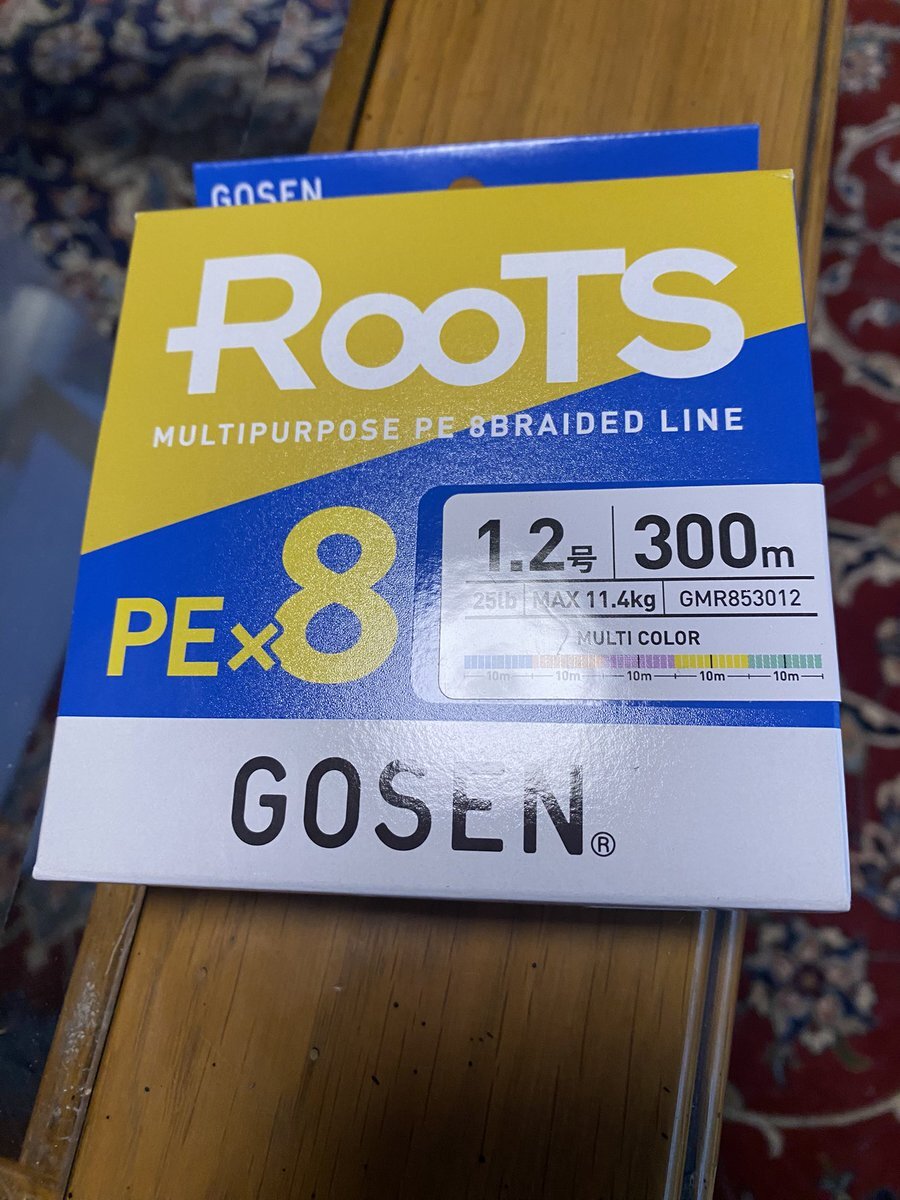 GOSEN
RooTS
MULTIPURPOSE PE 8BRAIDED LINE
PE×8
1.2号 300m
25lb MAX 11.4kg GMR853012
MULTI COLOR
10m 10m 10m 10m 10m
GOSEN®